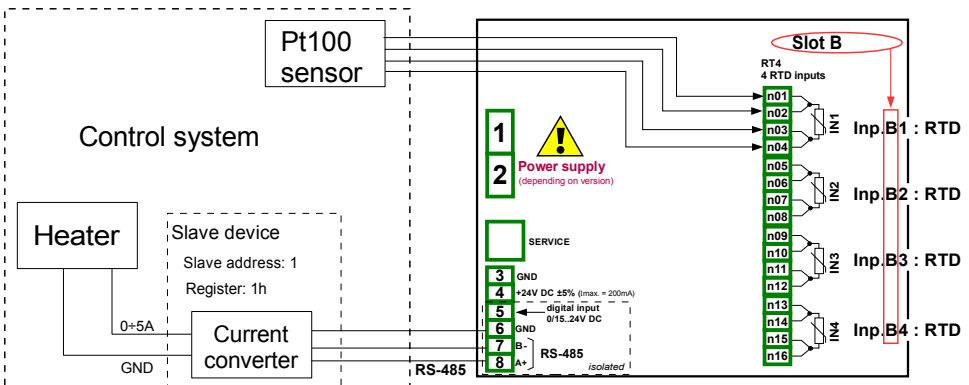 Pt100
sensor
Control system
Heater
Slave device
Slave address: 1
Register: 1h
0÷5A
GND
Current
converter
RS-485
1
2
Power supply
(depending on version)
SERVICE
3 GND
4 +24V DC ±5% (Imax. = 200mA)
5 digital input
0/15..24V DC
6 GND
7 B-
8 A+
RS-485
isolated
Slot B
RT4
4 RTD inputs
n01
n02
n03
n04
IN1
Inp.B1 : RTD
n05
n06
n07
n08
IN2
Inp.B2 : RTD
n09
n10
n11
n12
IN3
Inp.B3 : RTD
n13
n14
n15
n16
IN4
Inp.B4 : RTD